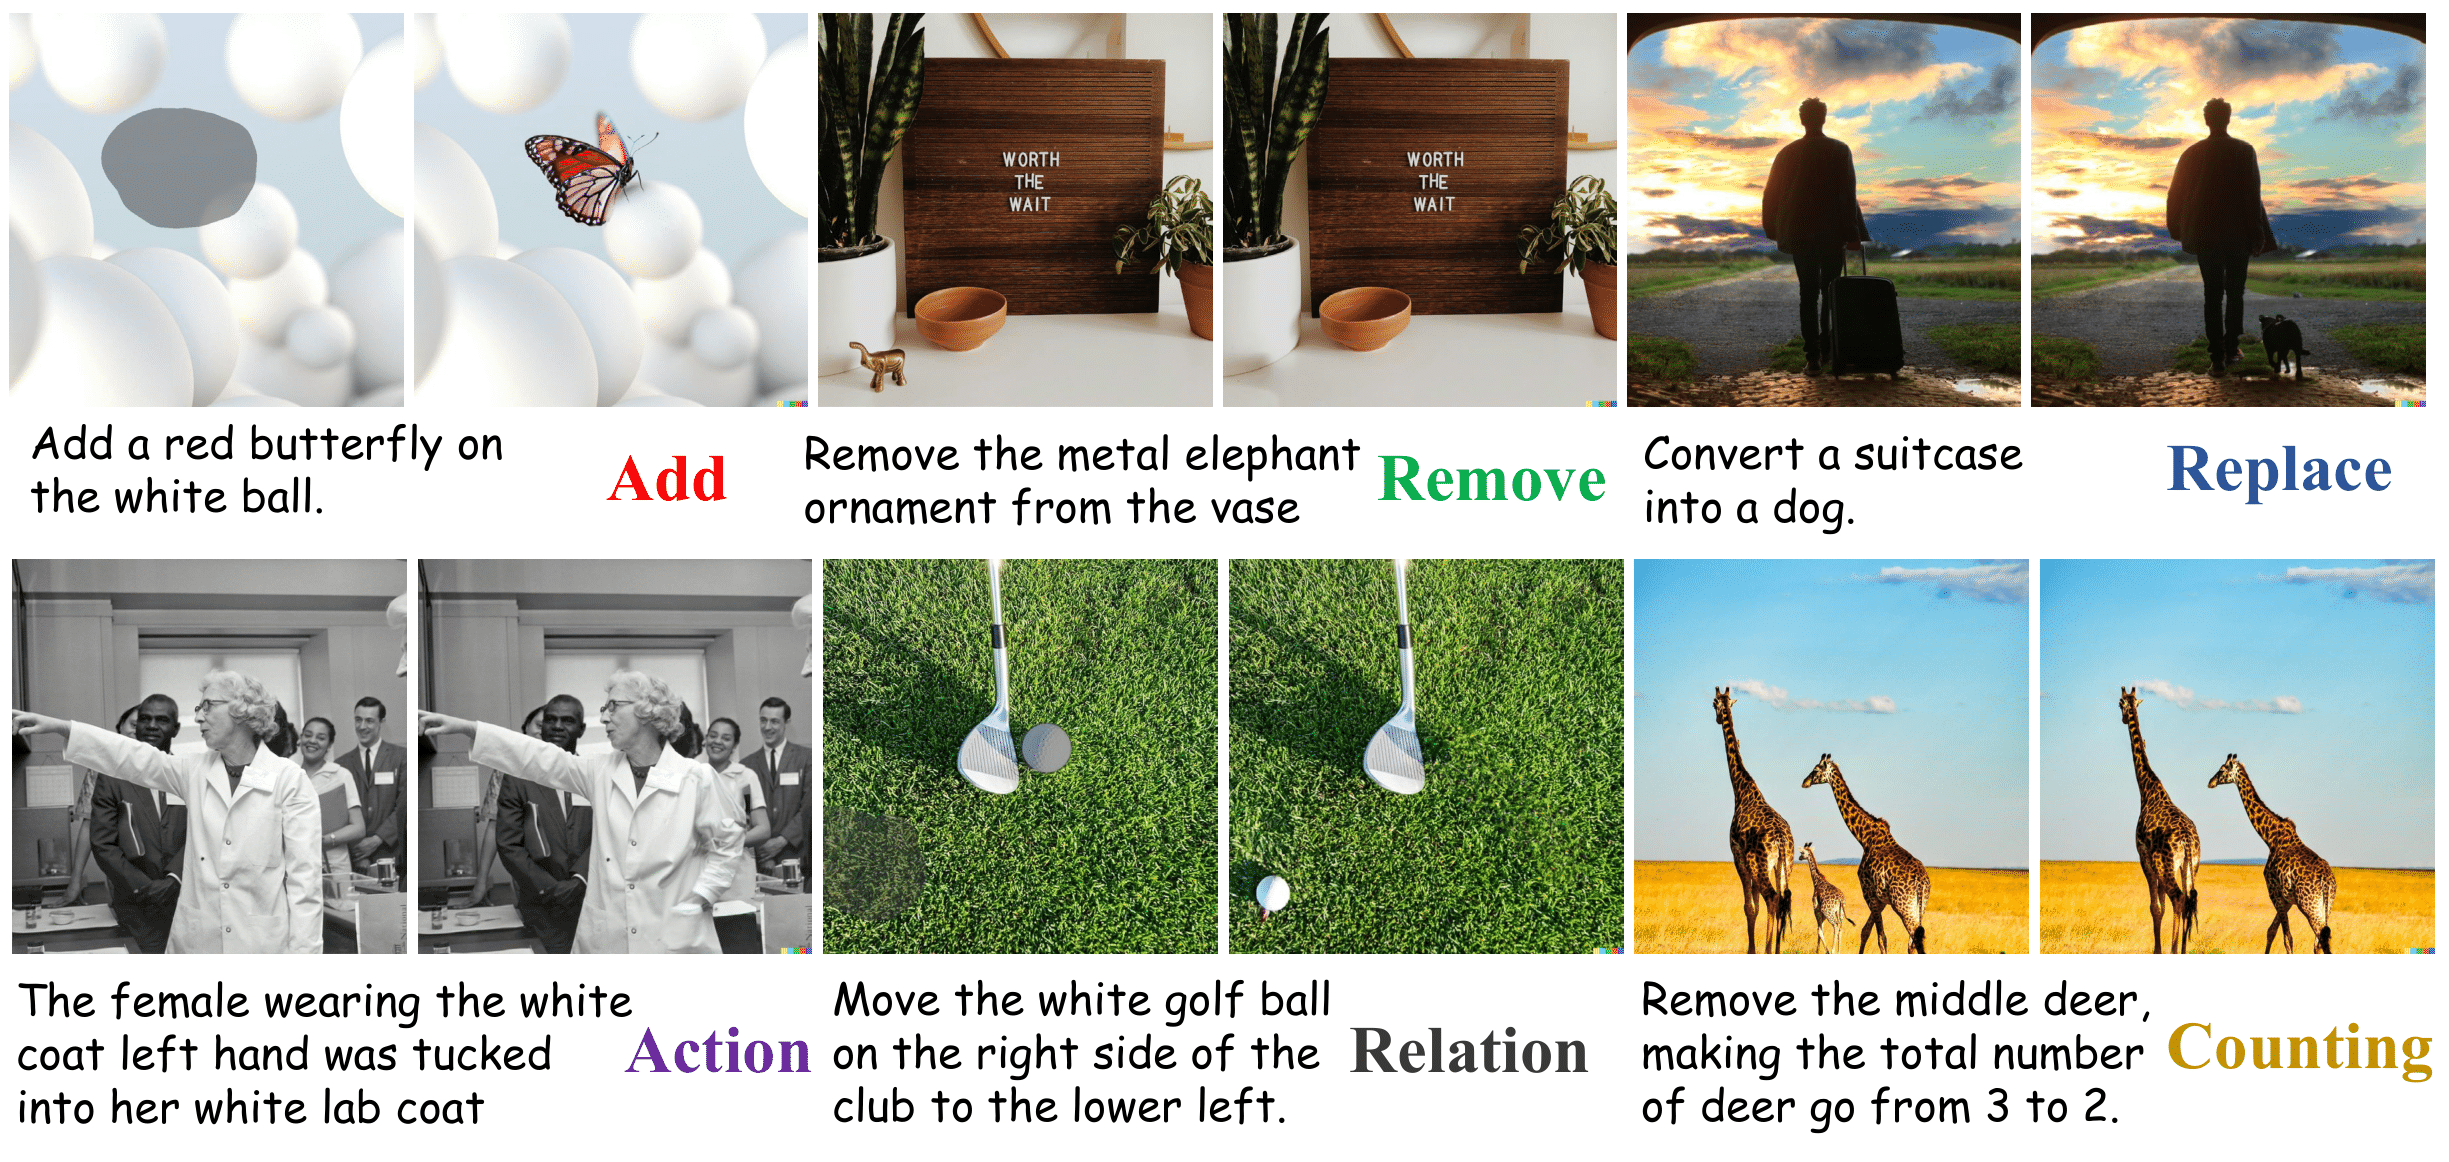 WORTH
THE
WAIT
WORTH
THE
WAIT
Add a red butterfly on
the white ball.
Add
Remove the metal elephant
ornament from the vase
Remove
Convert a suitcase
into a dog.
Replace
The female wearing the white
coat left hand was tucked
into her white lab coat
Action
Move the white golf ball
on the right side of the
club to the lower left.
Relation
Remove the middle deer,
making the total number
of deer go from 3 to 2.
Counting